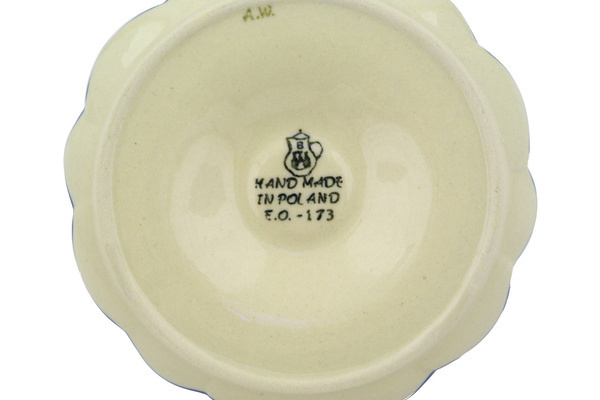 A.W.
B
HAND MADE
IN POLAND
F.O. - 173